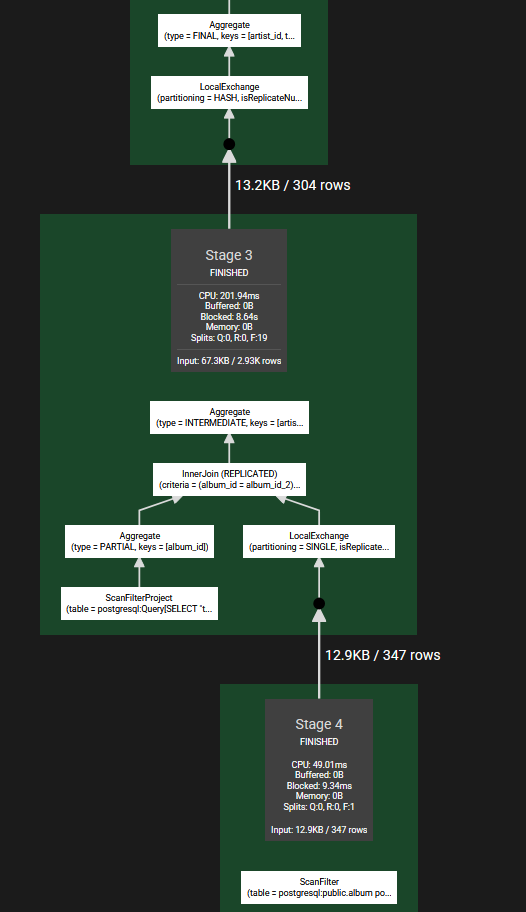 Aggregate
(type = FINAL, keys = [artist_id, t...
LocalExchange
(partitioning = HASH, isReplicateNu...
13.2KB / 304 rows
Stage 3
FINISHED
CPU: 201.94ms
Buffered: 0B
Blocked: 8.64s
Memory: 0B
Splits: Q:0, R:0, F:19
Input: 67.3KB / 2.93K rows
Aggregate
(type = INTERMEDIATE, keys = [artis...
InnerJoin (REPLICATED)
(criteria = (album_id = album_id_2)...
Aggregate
(type = PARTIAL, keys = [album_id])
LocalExchange
(partitioning = SINGLE, isReplicate...
ScanFilterProject
(table = postgresql:Query[SELECT "t...
12.9KB / 347 rows
Stage 4
FINISHED
CPU: 49.01ms
Buffered: 0B
Blocked: 9.34ms
Memory: 0B
Splits: Q:0, R:0, F:1
Input: 12.9KB / 347 rows
ScanFilter
(table = postgresql:public.album po...